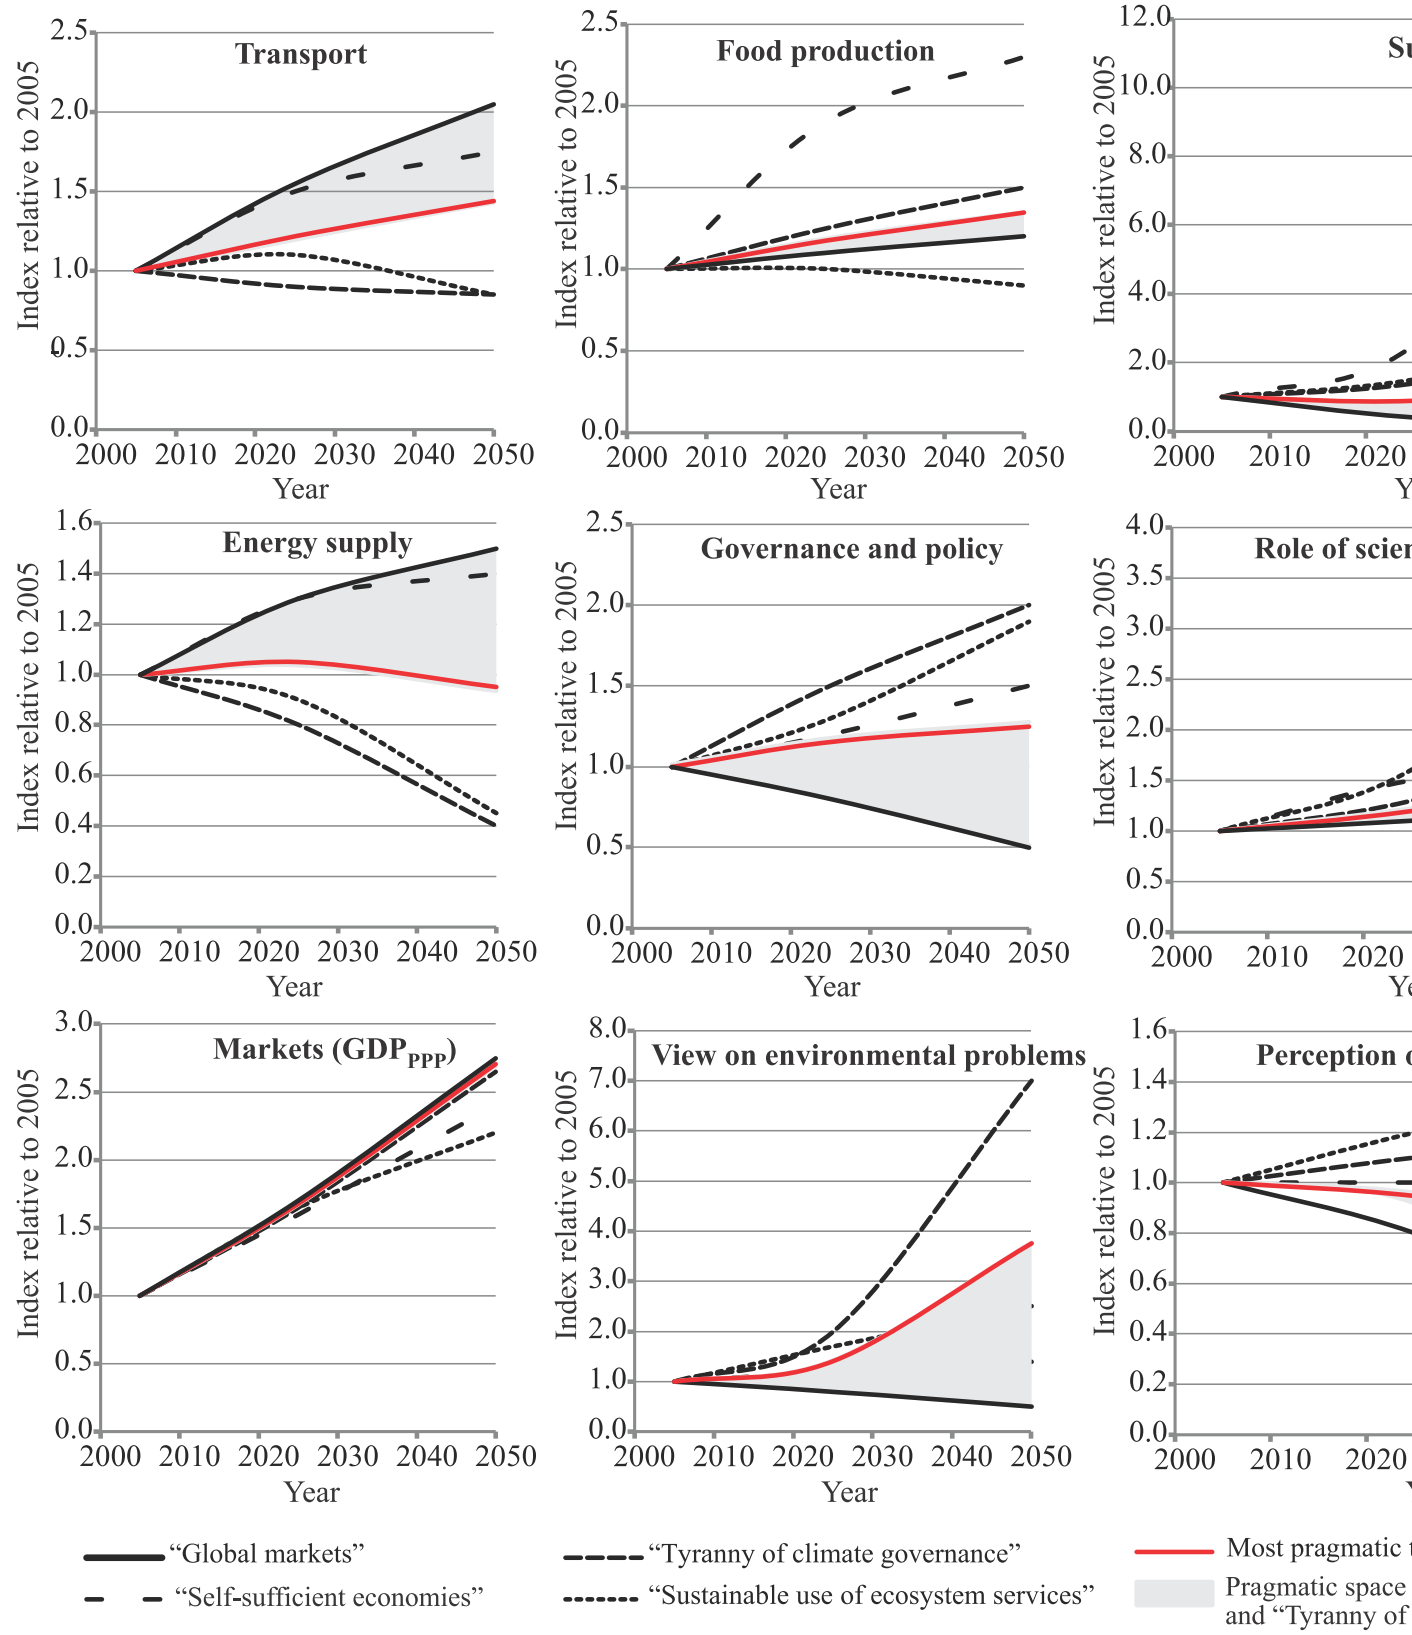 Transport
Index relative to 2005
2.5
2.0
1.5
1.0
0.5
0.0
2000 2010 2020 2030 2040 2050
Year
Food production
Index relative to 2005
2.5
2.0
1.5
1.0
0.5
0.0
2000 2010 2020 2030 2040 2050
Year
Index relative to 2005
12.0
10.0
8.0
6.0
4.0
2.0
0.0
2000 2010 2020
Energy supply
Index relative to 2005
1.6
1.4
1.2
1.0
0.8
0.6
0.4
0.2
0.0
2000 2010 2020 2030 2040 2050
Year
Governance and policy
Index relative to 2005
2.5
2.0
1.5
1.0
0.5
0.0
2000 2010 2020 2030 2040 2050
Year
Role of scien
Index relative to 2005
4.0
3.5
3.0
2.5
2.0
1.5
1.0
0.5
0.0
2000 2010 2020
Markets (GDPPPP)
Index relative to 2005
3.0
2.5
2.0
1.5
1.0
0.5
0.0
2000 2010 2020 2030 2040 2050
Year
View on environmental problems
Index relative to 2005
8.0
7.0
6.0
5.0
4.0
3.0
2.0
1.0
0.0
2000 2010 2020 2030 2040 2050
Year
Perception o
Index relative to 2005
1.6
1.4
1.2
1.0
0.8
0.6
0.4
0.2
0.0
2000 2010 2020
“Global markets”
“Self-sufficient economies”
“Tyranny of climate governance”
“Sustainable use of ecosystem services”
Most pragmatic t
Pragmatic space
and “Tyranny of